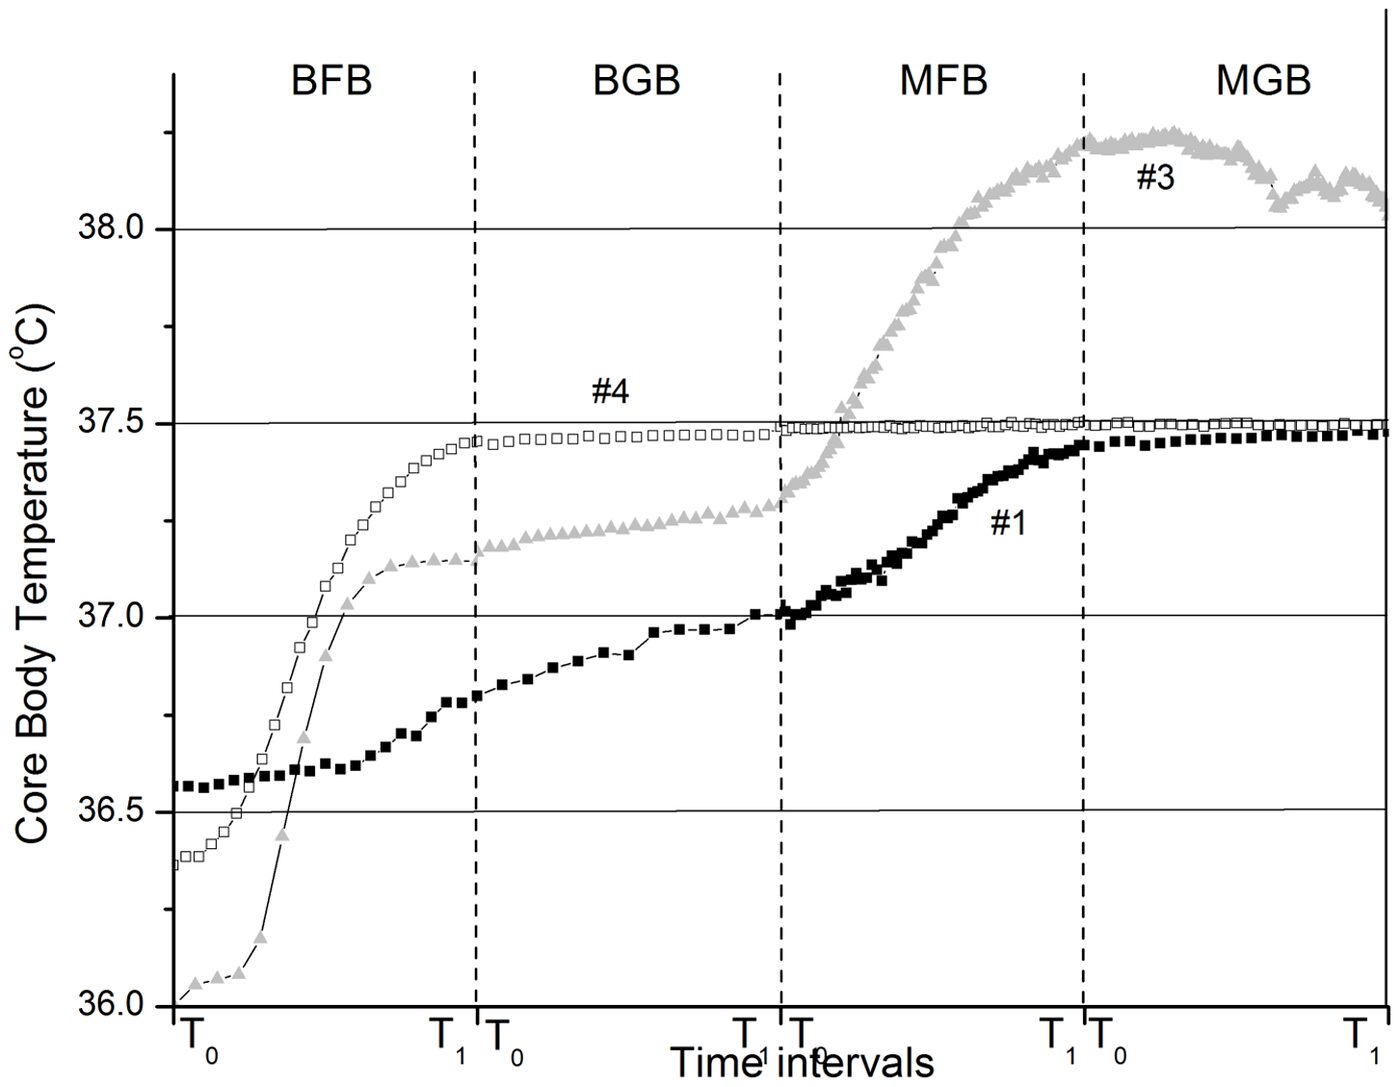 BFB BGB MFB MGB
#3
38.0
#4
37.5
#1
37.0
36.5
36.0
Core Body Temperature (°C)
T0 T1 T0 T1 T0 T1 T0 T1
Time intervals